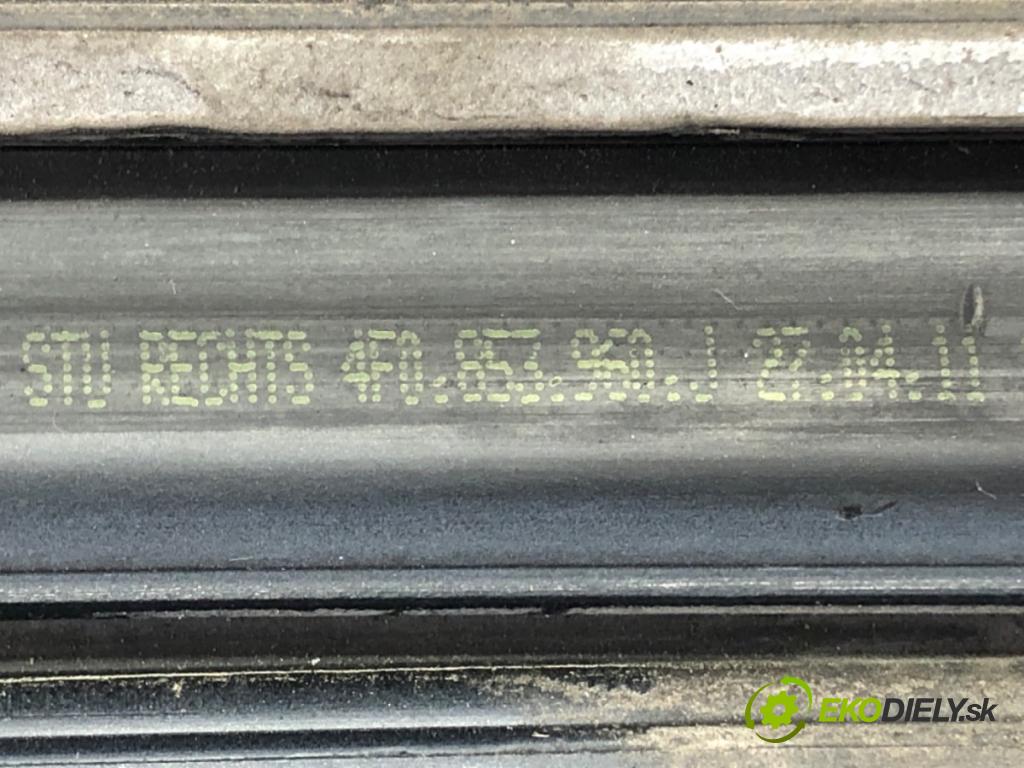 STU RECHTS 4F0.853.960.J 27.04.11
EKODIELY.sk